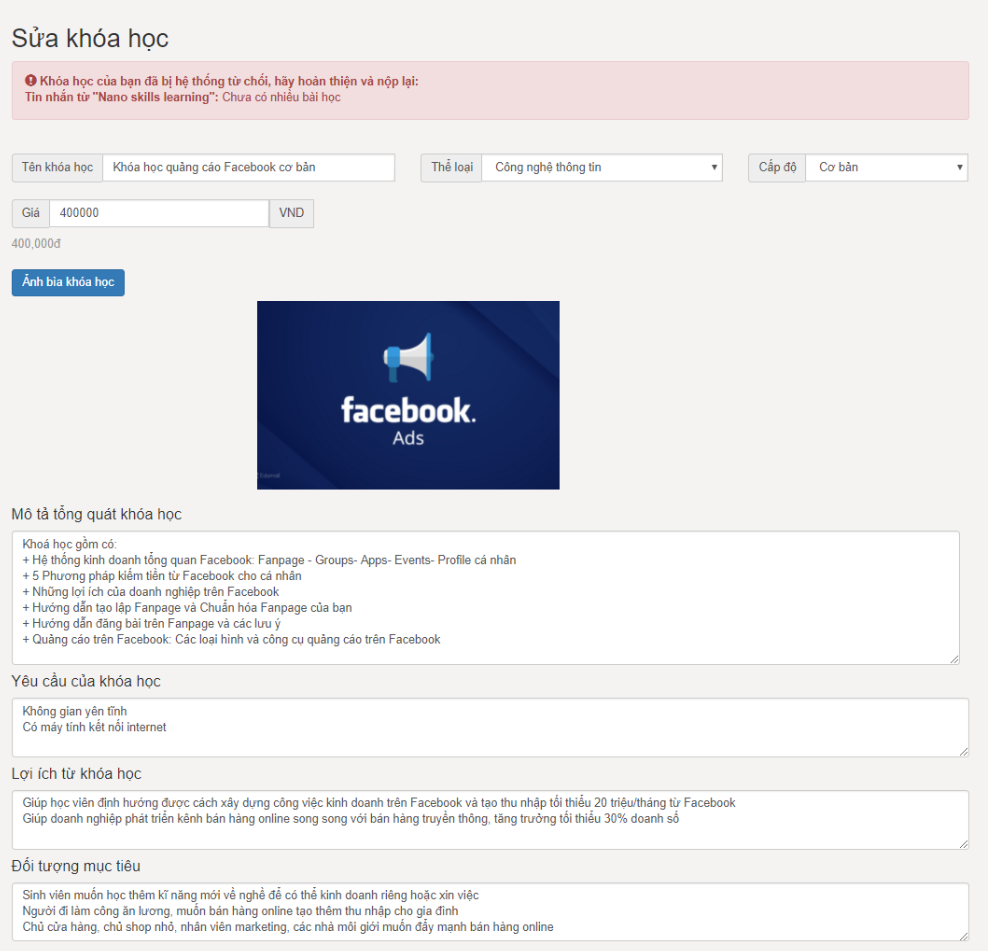 Sửa khóa học
Khóa học của bạn đã bị hệ thống từ chối, hãy hoàn thiện và nộp lại:
Tin nhắn từ "Nano skills learning": Chưa có nhiều bài học
Tên khóa học Khóa học quảng cáo Facebook cơ bản Thể loại Công nghệ thông tin Cấp độ Cơ bản
Giá 400000 VND
400,000đ
Ảnh bìa khóa học
facebook.
Ads
Mô tả tổng quát khóa học
Khoá học gồm có:
+ Hệ thống kinh doanh tổng quan Facebook: Fanpage - Groups- Apps- Events- Profile cá nhân
+ 5 Phương pháp kiếm tiền từ Facebook cho cá nhân
+ Những lợi ích của doanh nghiệp trên Facebook
+ Hướng dẫn tạo lập Fanpage và Chuẩn hóa Fanpage của bạn
+ Hướng dẫn đăng bài trên Fanpage và các lưu ý
+ Quảng cáo trên Facebook: Các loại hình và công cụ quảng cáo trên Facebook
Yêu cầu của khóa học
Không gian yên tĩnh
Có máy tính kết nối internet
Lợi ích từ khóa học
Giúp học viên định hướng được cách xây dựng công việc kinh doanh trên Facebook và tạo thu nhập tối thiểu 20 triệu/tháng từ Facebook
Giúp doanh nghiệp phát triển kênh bán hàng online song song với bán hàng truyền thống, tăng trưởng tối thiểu 30% doanh số
Đối tượng mục tiêu
Sinh viên muốn học thêm kĩ năng mới về nghề để có thể kinh doanh riêng hoặc xin việc
Người đi làm công ăn lương, muốn bán hàng online tạo thêm thu nhập cho gia đình
Chủ cửa hàng, chủ shop nhỏ, nhân viên marketing, các nhà môi giới muốn đẩy mạnh bán hàng online